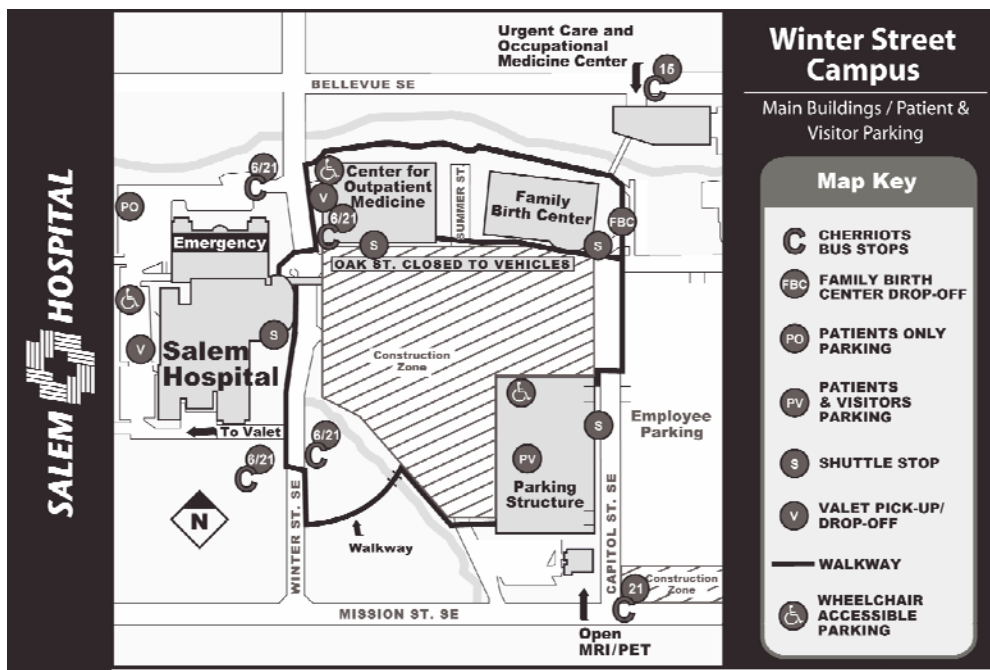 SALEM HOSPITAL
Urgent Care and
Occupational
Medicine Center
15
C
BELLEVUE SE
6/21
C
PO
Emergency
V
Salem
Hospital
S
To Valet
6/21
C
N
Center for
Outpatient
Medicine
V
6/21
C
S
SUMMER ST.
Family
Birth Center
FBC
S
OAK ST. CLOSED TO VEHICLES
Construction
Zone
6/21
C
Walkway
WINTER ST. SE
PV
Parking
Structure
S
Employee
Parking
CAPITOL ST. SE
Construction
Zone
21
C
MISSION ST. SE
Open
MRI/PET
Winter Street
Campus
Main Buildings / Patient &
Visitor Parking
Map Key
C
CHERRIOTS
BUS STOPS
FBC
FAMILY BIRTH
CENTER DROP-OFF
PO
PATIENTS ONLY
PARKING
PV
PATIENTS
& VISITORS
PARKING
S
SHUTTLE STOP
V
VALET PICK-UP/
DROP-OFF
WALKWAY
WHEELCHAIR
ACCESSIBLE
PARKING